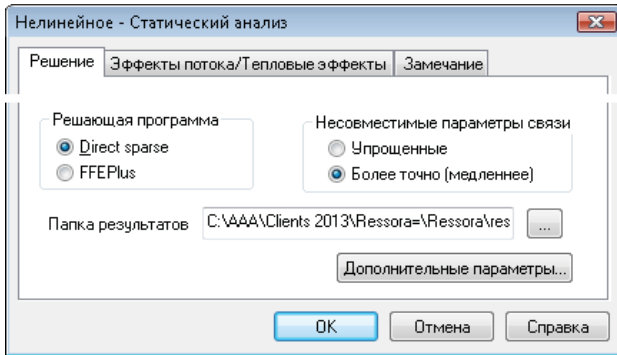 Нелинейное - Статический анализ
Решение Эффекты потока/Тепловые эффекты Замечание
Решающая программа
Direct sparse
FFEPlus
Несовместимые параметры связи
Упрощенные
Более точно (медленнее)
Папка результатов C:\AAA\Clients 2013\Ressora=\Ressora\res ...
Дополнительные параметры...
OK Отмена Справка